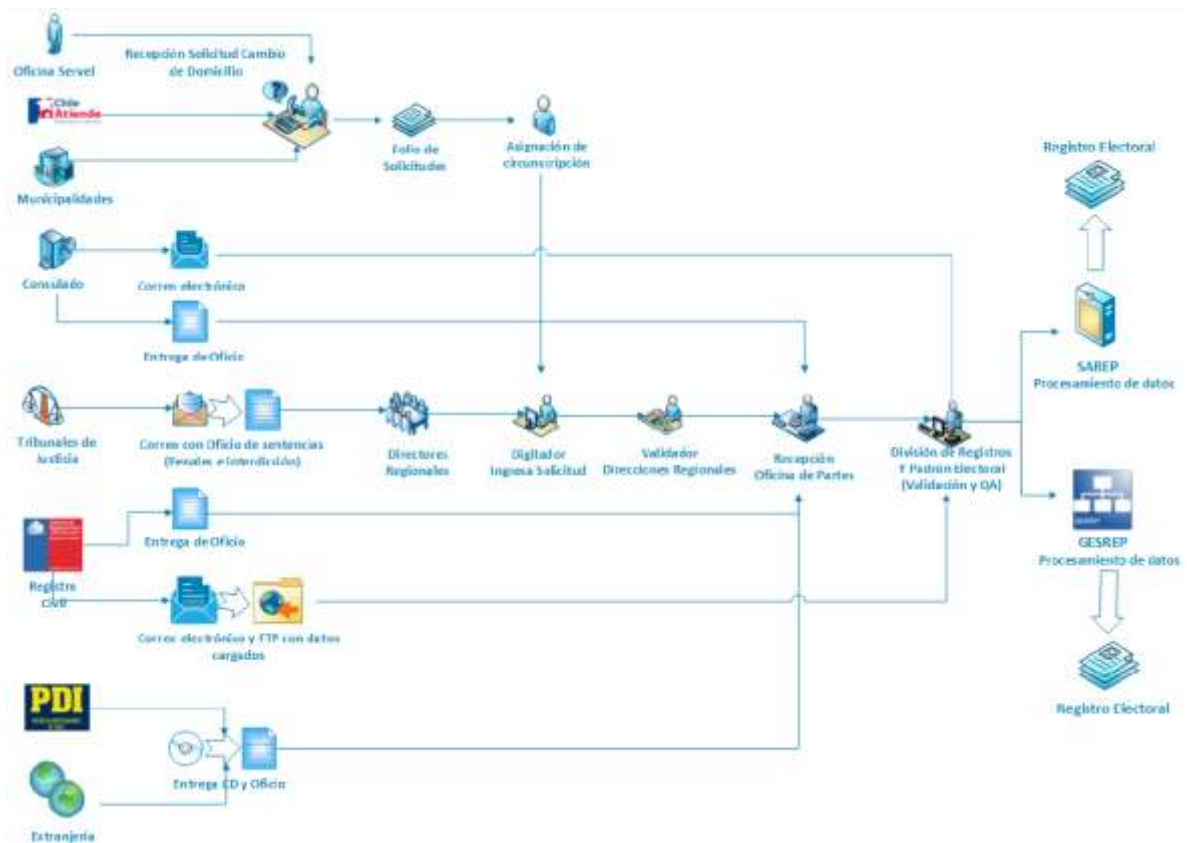 Oficina Servel
Recepción Solicitud Cambio
de Domicilio
Chile
Atiende
Municipalidades
Folio de
Solicitudes
Asignación de
circunscripción
Registro Electoral
Consulado
Correo electrónico
Entrega de Oficio
SAREP
Procesamiento de datos
Tribunales de
Justicia
Correo con Oficio de sentencias
(Penales e Interdicción)
Directores
Regionales
Digitador
Ingresa Solicitud
Validador
Direcciones Regionales
Recepción
Oficina de Partes
División de Registros
Y Padrón Electoral
(Validación y QA)
Entrega de Oficio
GESREP
Procesamiento de datos
Registro
Civil
Correo electrónico y FTP con datos
cargados
PDI
Entrega CD y Oficio
Registro Electoral
Extranjería